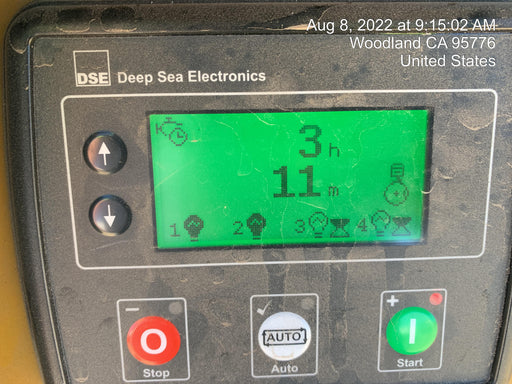 Aug 8, 2022 at 9:15:02 AM
Woodland CA 95776
United States
DSE Deep Sea Electronics
3 h
11 m
1 2 3 4
- + 
O AUTO I
Stop Auto Start